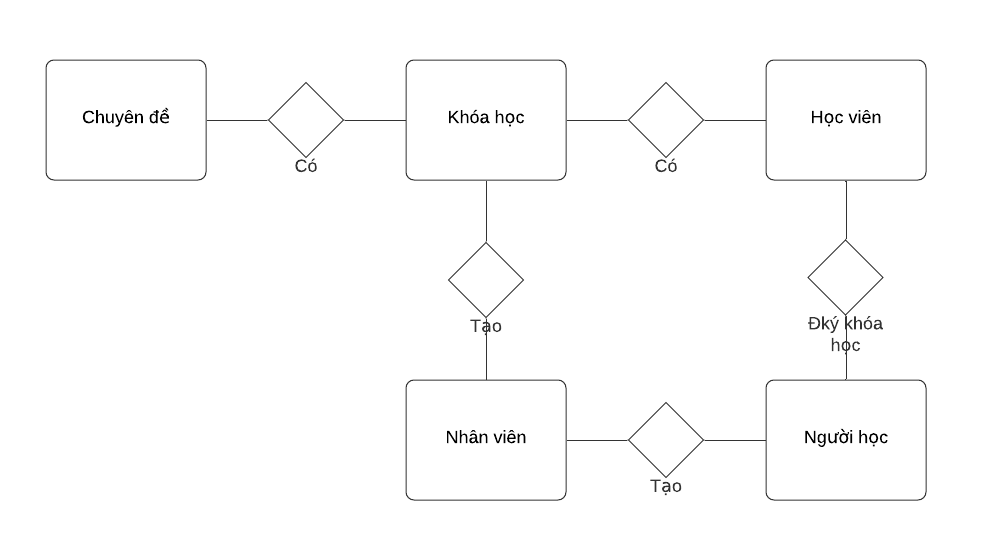 Chuyên đề
Khóa học
Học viên
Có
Có
Tạo
Đký khóa
học
Nhân viên
Người học
Tạo